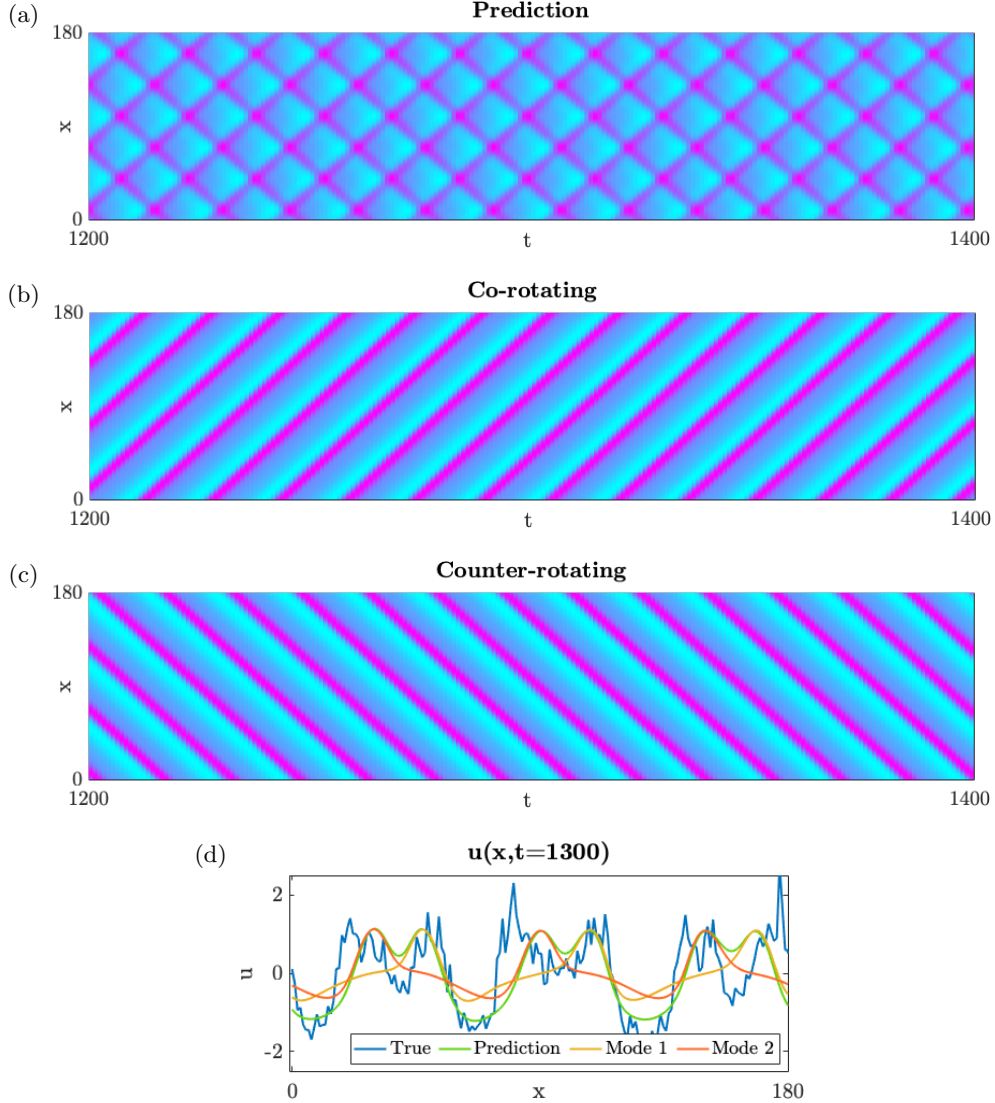 (a)
Prediction
180
x
0
1200
t
1400
(b)
Co-rotating
180
x
0
1200
t
1400
(c)
Counter-rotating
180
x
0
1200
t
1400
(d)
u(x,t=1300)
2
u
0
-2
True Prediction Mode 1 Mode 2
0
x
180